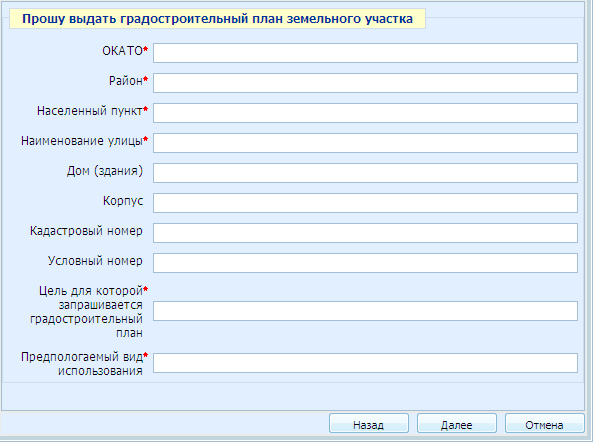 Прошу выдать градостроительный план земельного участка
ОКАТО*
Район*
Населенный пункт*
Наименование улицы*
Дом (здания)
Корпус
Кадастровый номер
Условный номер
Цель для которой*
запрашивается
градостроительный
план
Предпологаемый вид*
использования
Назад Далее Отмена